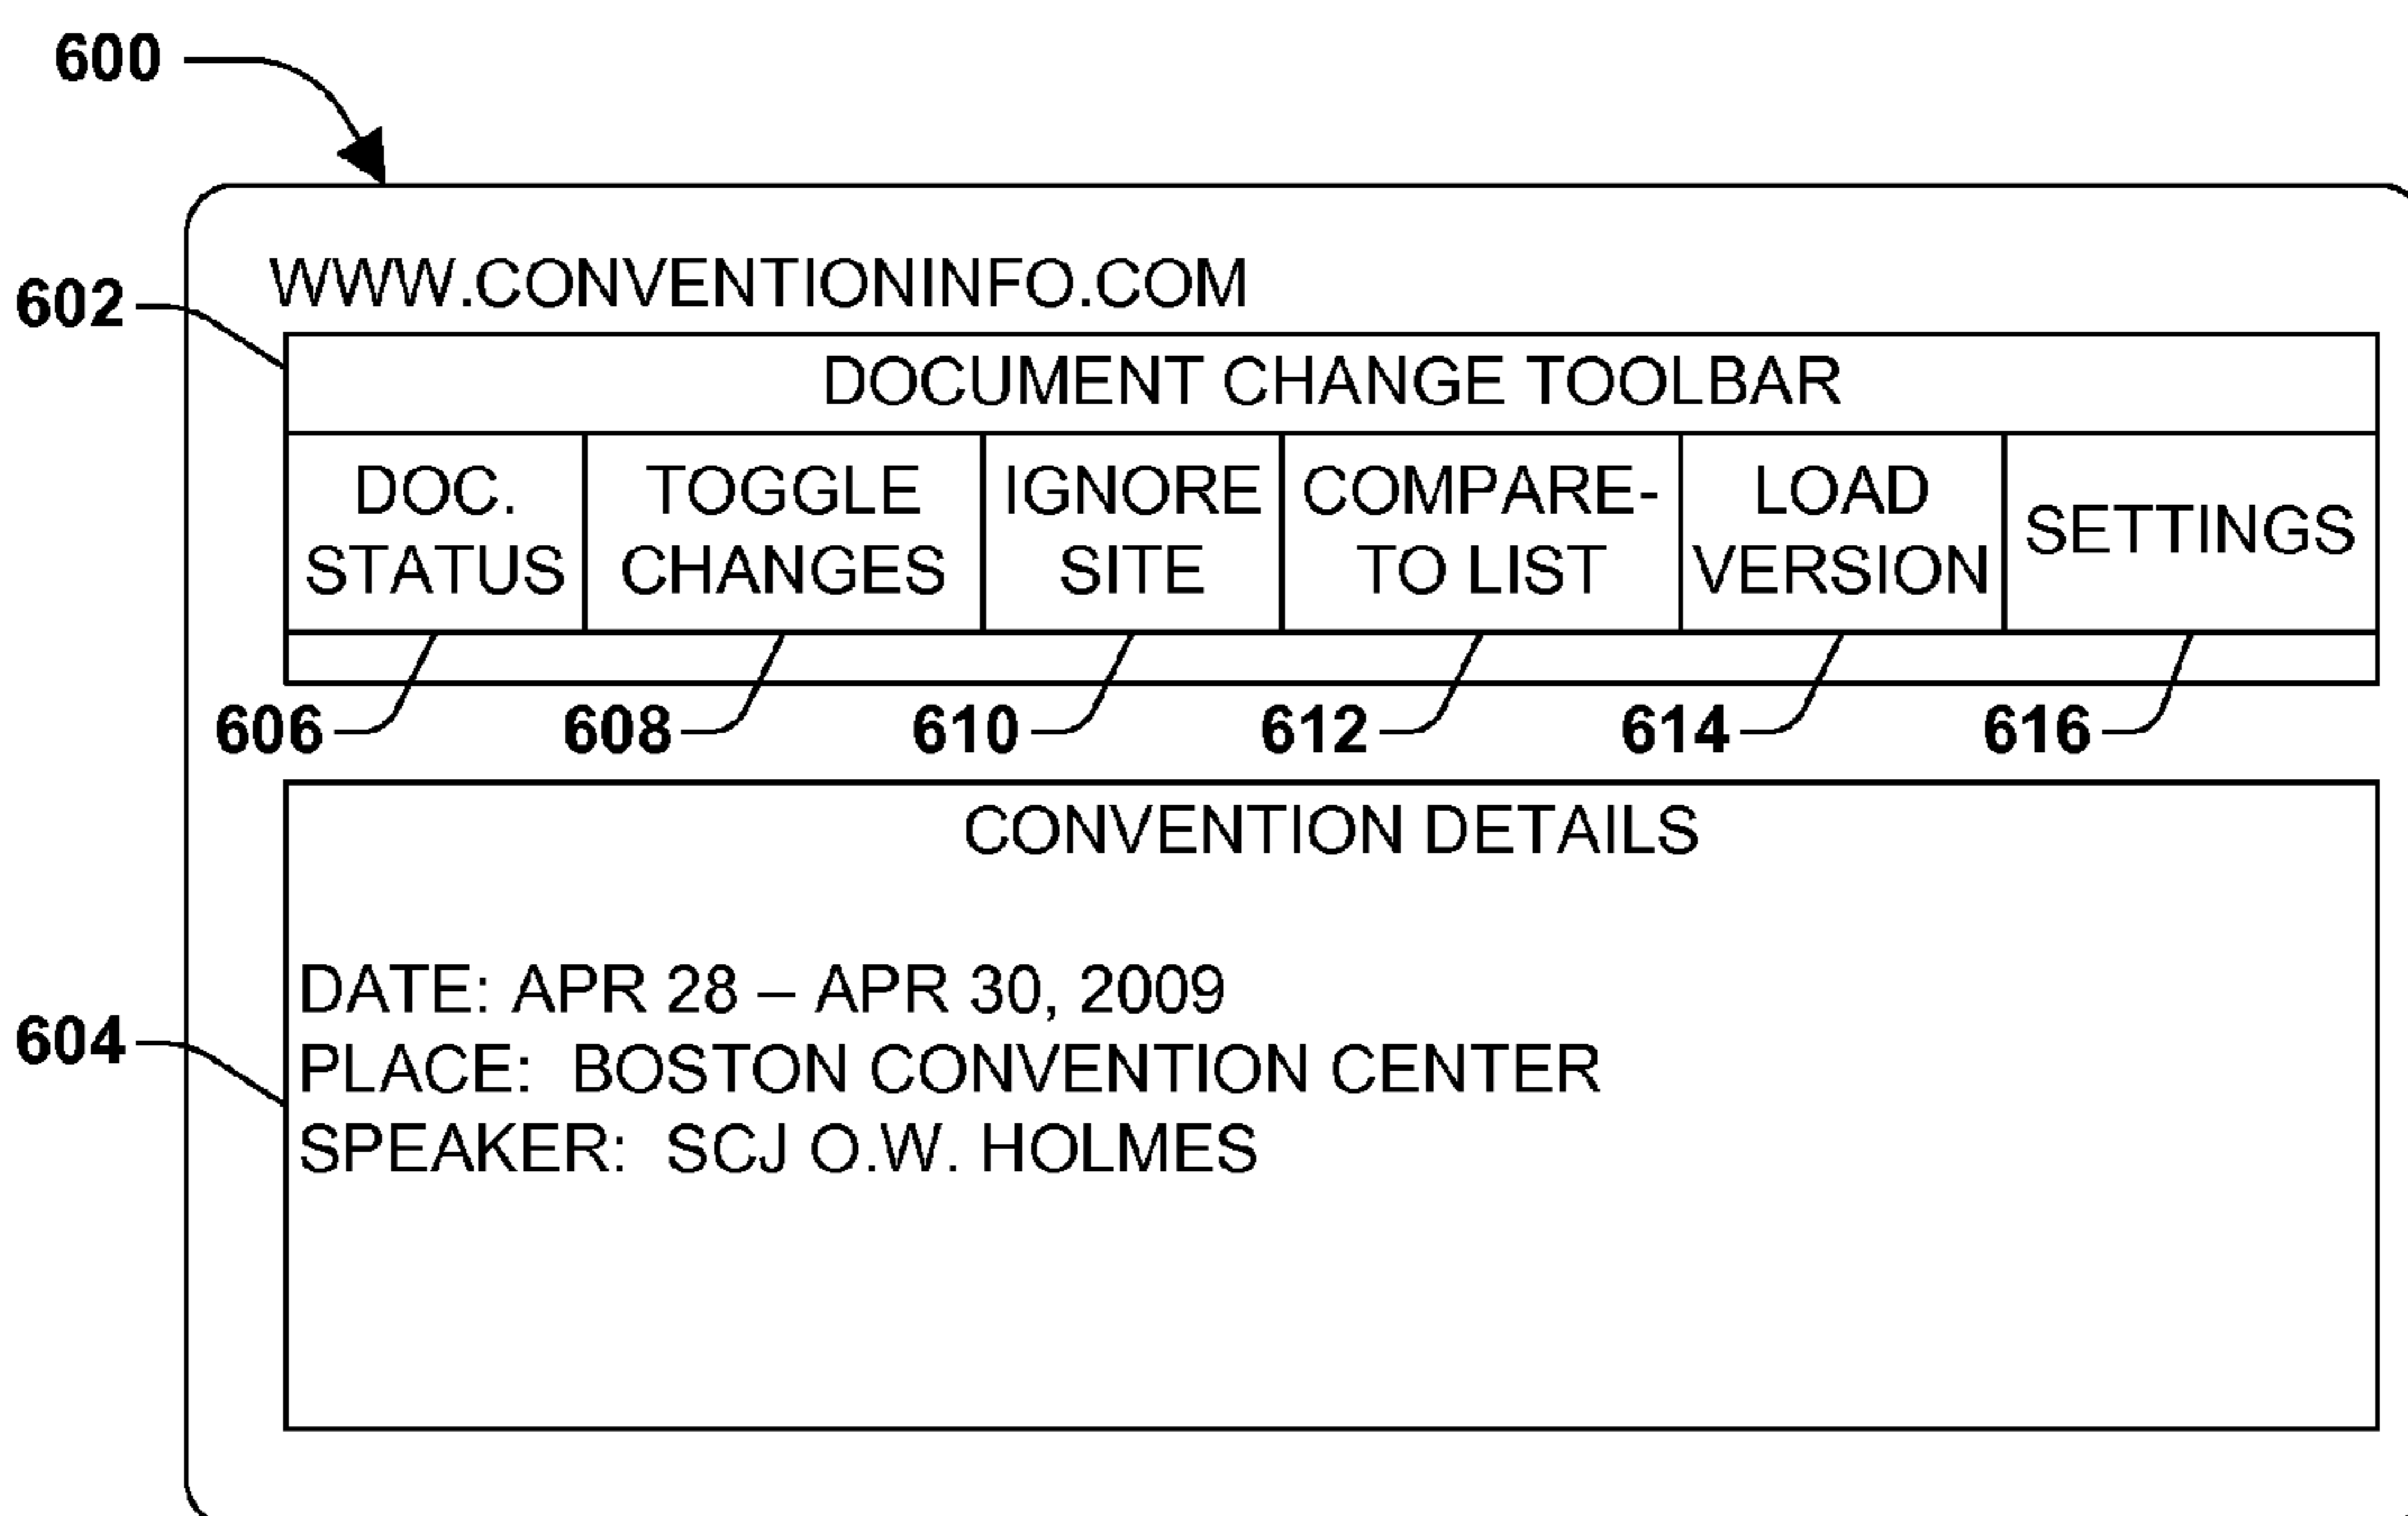 600
WWW.CONVENTIONINFO.COM
602
DOCUMENT CHANGE TOOLBAR
DOC.
STATUS
TOGGLE
CHANGES
IGNORE
SITE
COMPARE-
TO LIST
LOAD
VERSION
SETTINGS
606
608
610
612
614
616
CONVENTION DETAILS
DATE: APR 28 – APR 30, 2009
604
PLACE: BOSTON CONVENTION CENTER
SPEAKER: SCJ O.W. HOLMES